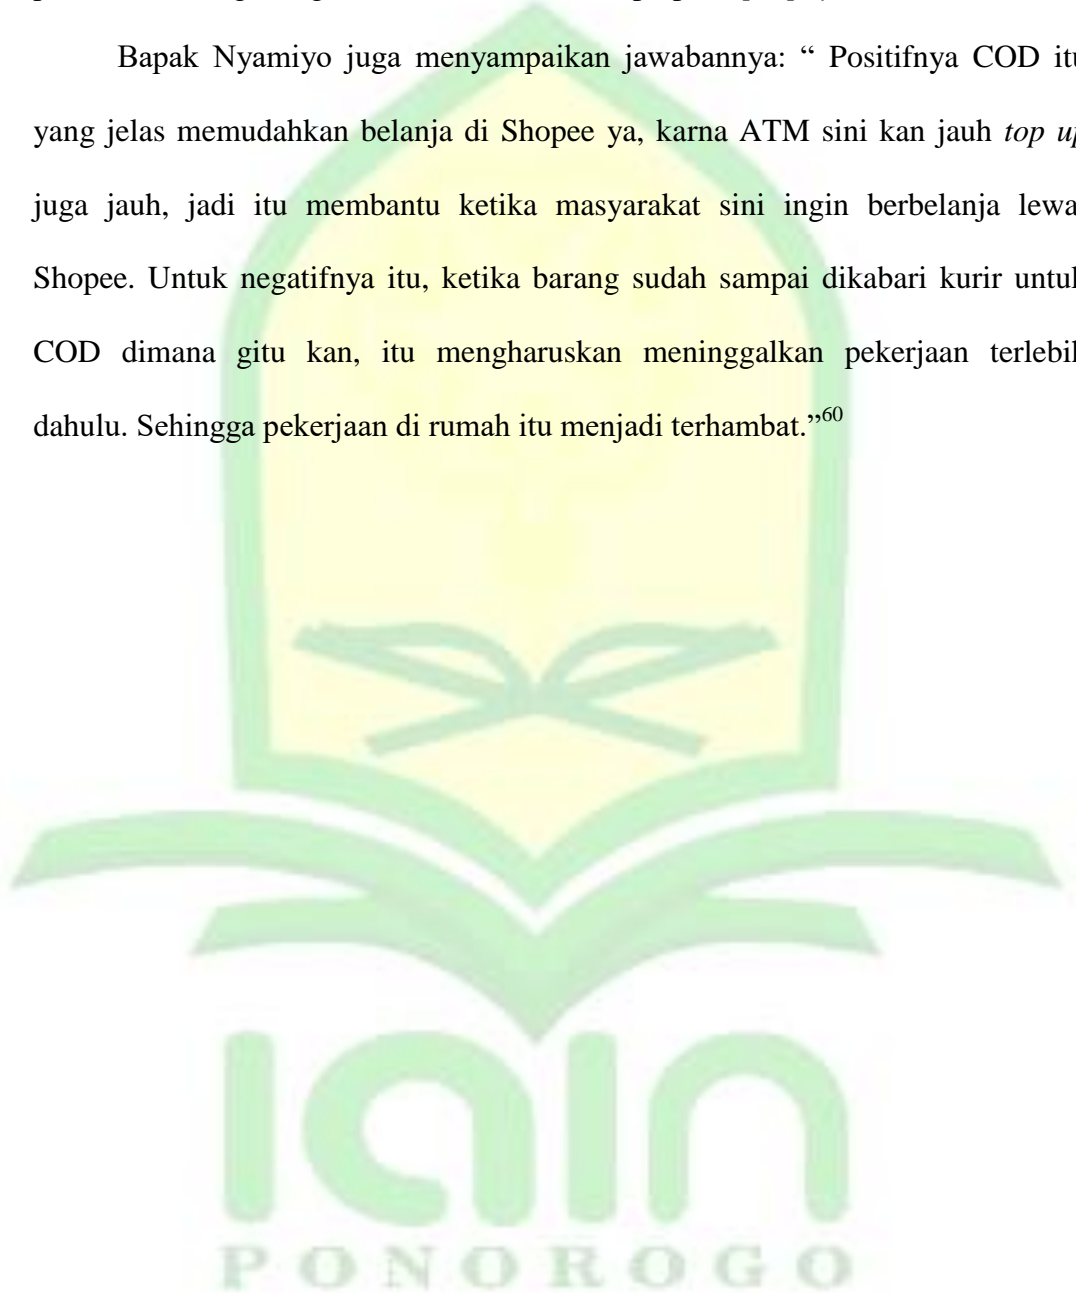 Bapak Nyamiyo juga menyampaikan jawabannya: “ Positifnya COD itu
yang jelas memudahkan belanja di Shopee ya, karna ATM sini kan jauh top up
juga jauh, jadi itu membantu ketika masyarakat sini ingin berbelanja lewa
Shopee. Untuk negatifnya itu, ketika barang sudah sampai dikabari kurir untuk
COD dimana gitu kan, itu mengharuskan meninggalkan pekerjaan terlebih
dahulu. Sehingga pekerjaan di rumah itu menjadi terhambat.”60
iain
PONOROGO